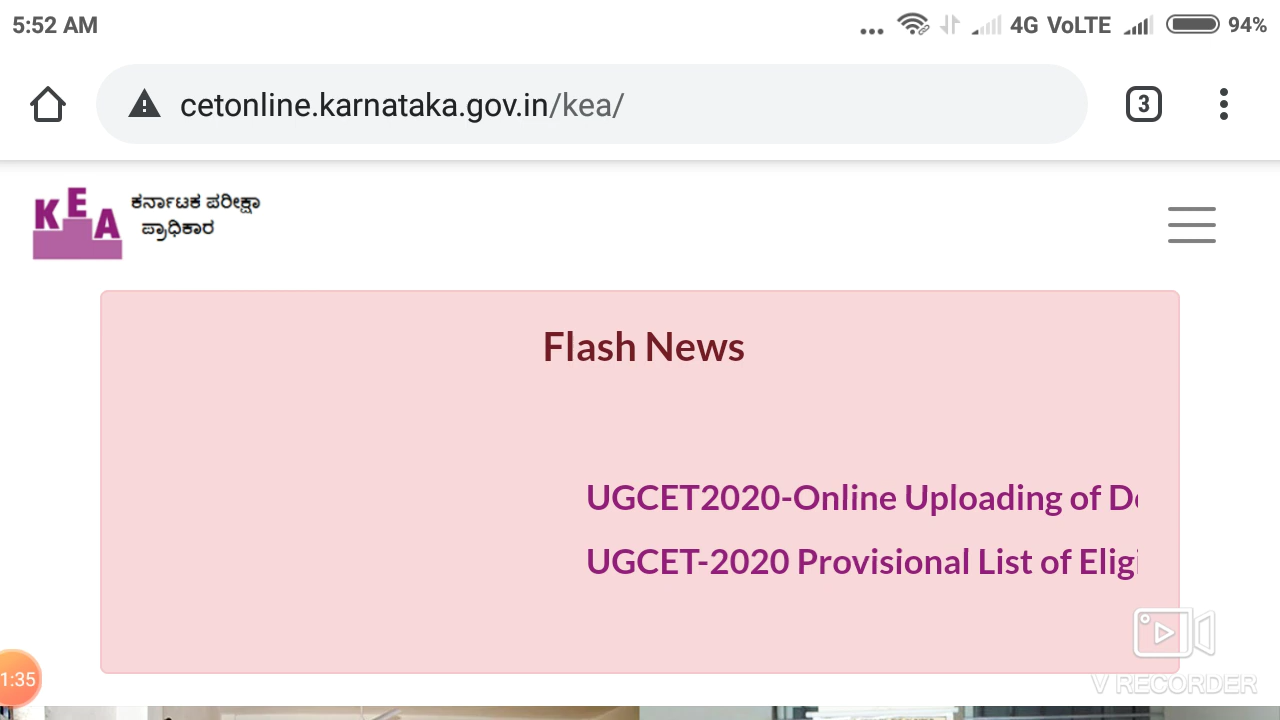 5:52 AM
... 4G VoLTE 94%
3
cetonline.karnataka.gov.in/kea/
KEA
ಕರ್ನಾಟಕ ಪರೀಕ್ಷಾ
ಪ್ರಾಧಿಕಾರ
Flash News
UGCET2020-Online Uploading of
UGCET-2020 Provisional List of
1:35
V RECORDER